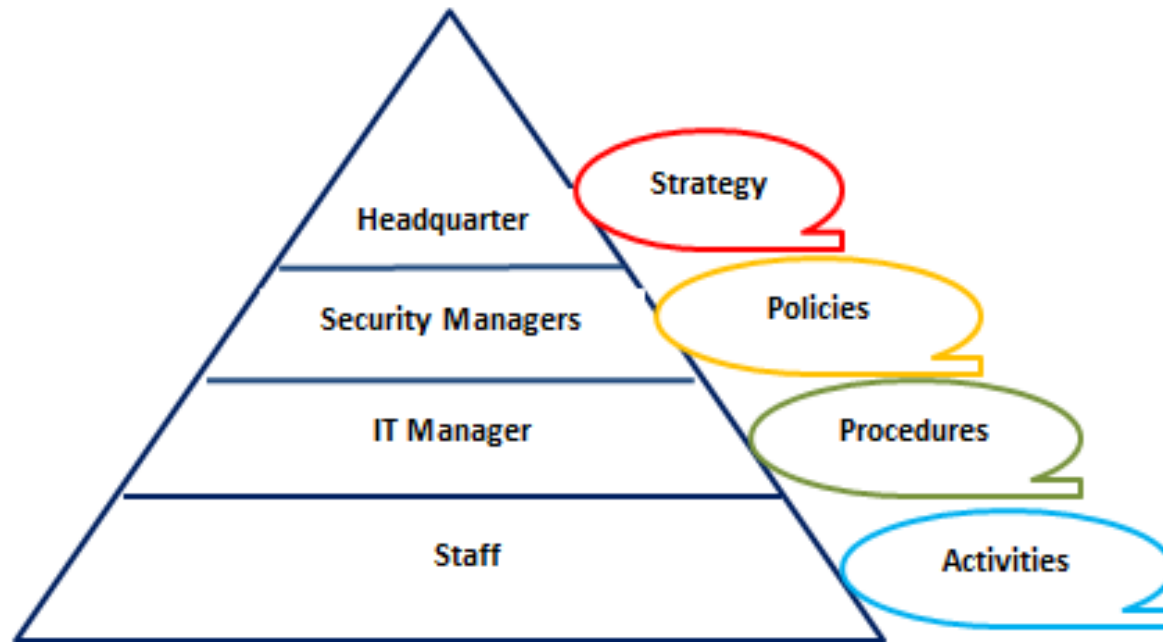 Headquarter
Strategy
Security Managers
Policies
IT Manager
Procedures
Staff
Activities